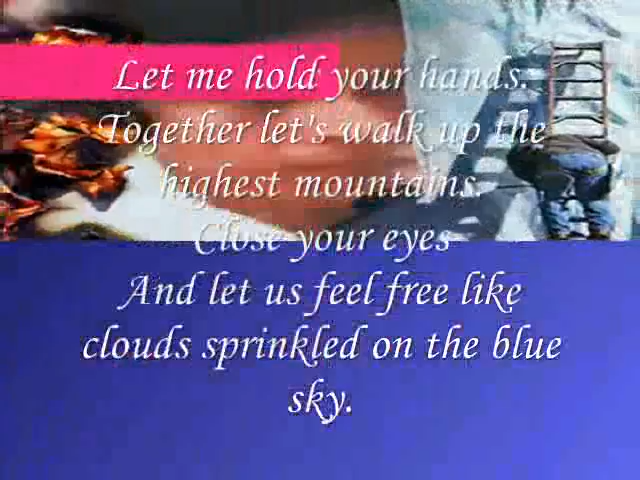 Let me hold your hands.
Together let's walk up the
highest mountains.
Close your eyes
And let us feel free like
clouds sprinkled on the blue
sky.